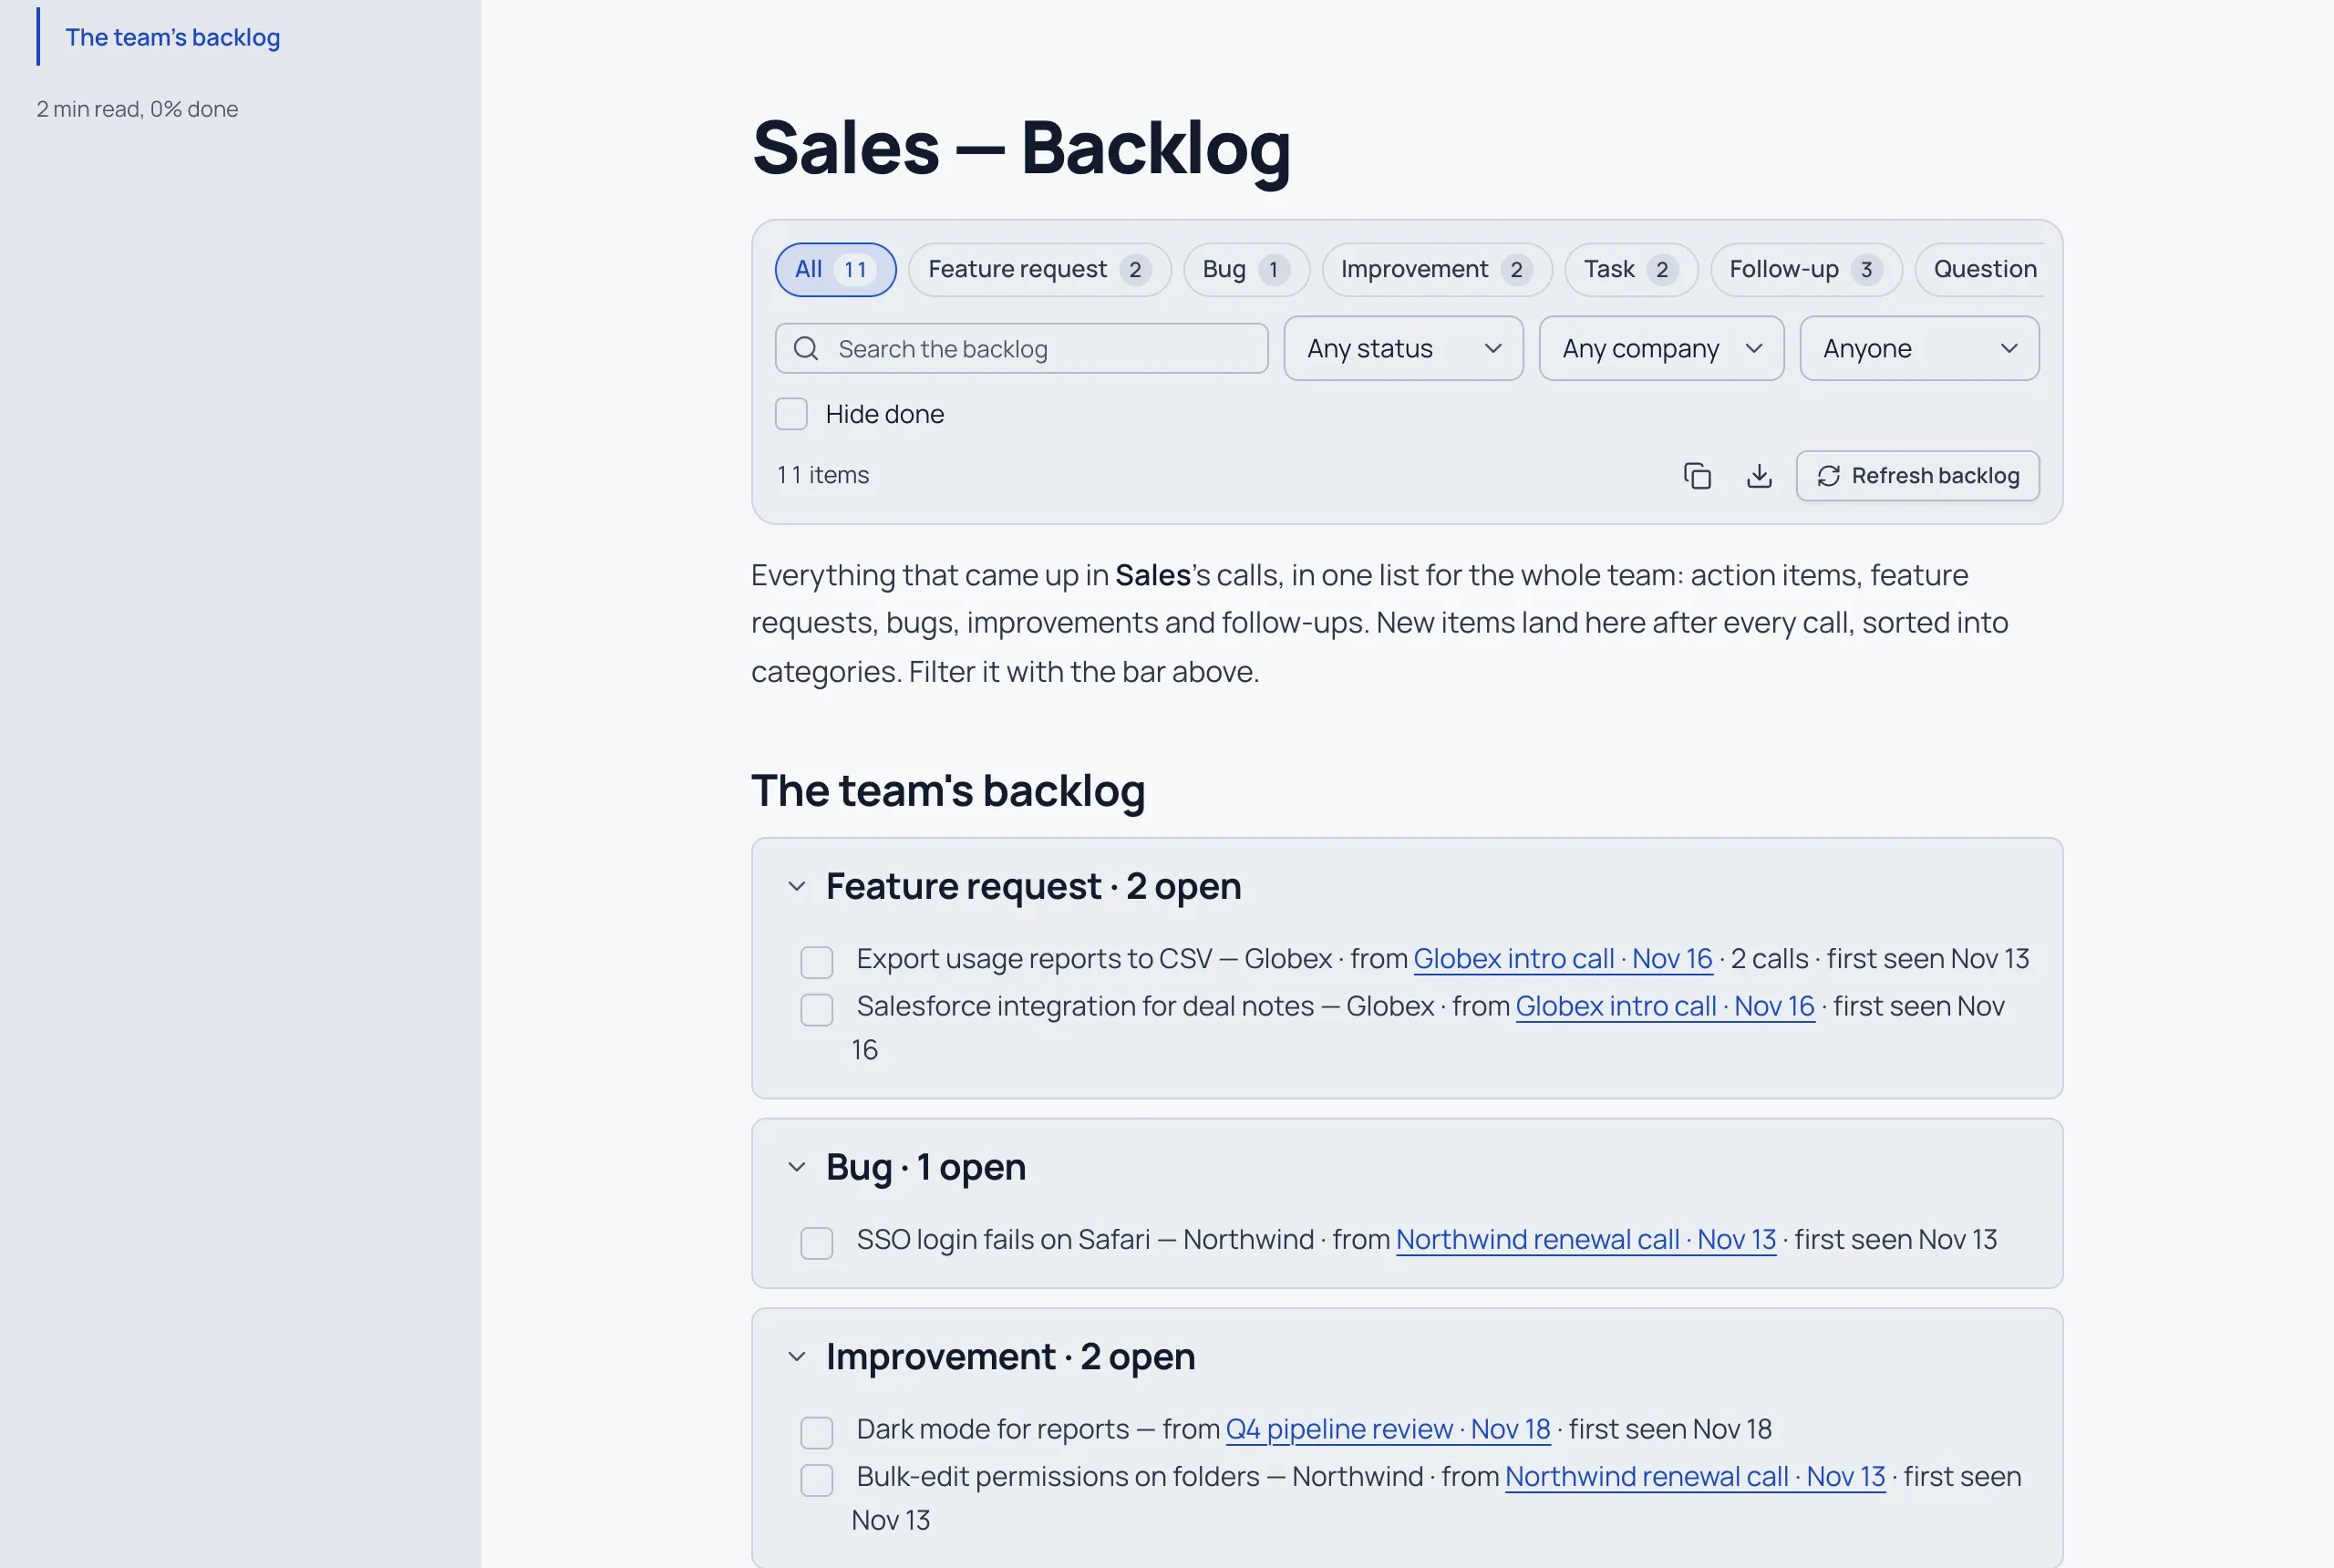 The team's backlog
2 min read, 0% done
Sales — Backlog
All 11 Feature request 2 Bug 1 Improvement 2 Task 2 Follow-up 3 Question
Search the backlog Any status Any company Anyone
Hide done
11 items Refresh backlog
Everything that came up in Sales's calls, in one list for the whole team: action items, feature
requests, bugs, improvements and follow-ups. New items land here after every call, sorted into
categories. Filter it with the bar above.
The team's backlog
Feature request · 2 open
Export usage reports to CSV — Globex · from Globex intro call · Nov 16 · 2 calls · first seen Nov 13
Salesforce integration for deal notes — Globex · from Globex intro call · Nov 16 · first seen Nov
16
Bug · 1 open
SSO login fails on Safari — Northwind · from Northwind renewal call · Nov 13 · first seen Nov 13
Improvement · 2 open
Dark mode for reports — from Q4 pipeline review · Nov 18 · first seen Nov 18
Bulk-edit permissions on folders — Northwind · from Northwind renewal call · Nov 13 · first seen
Nov 13